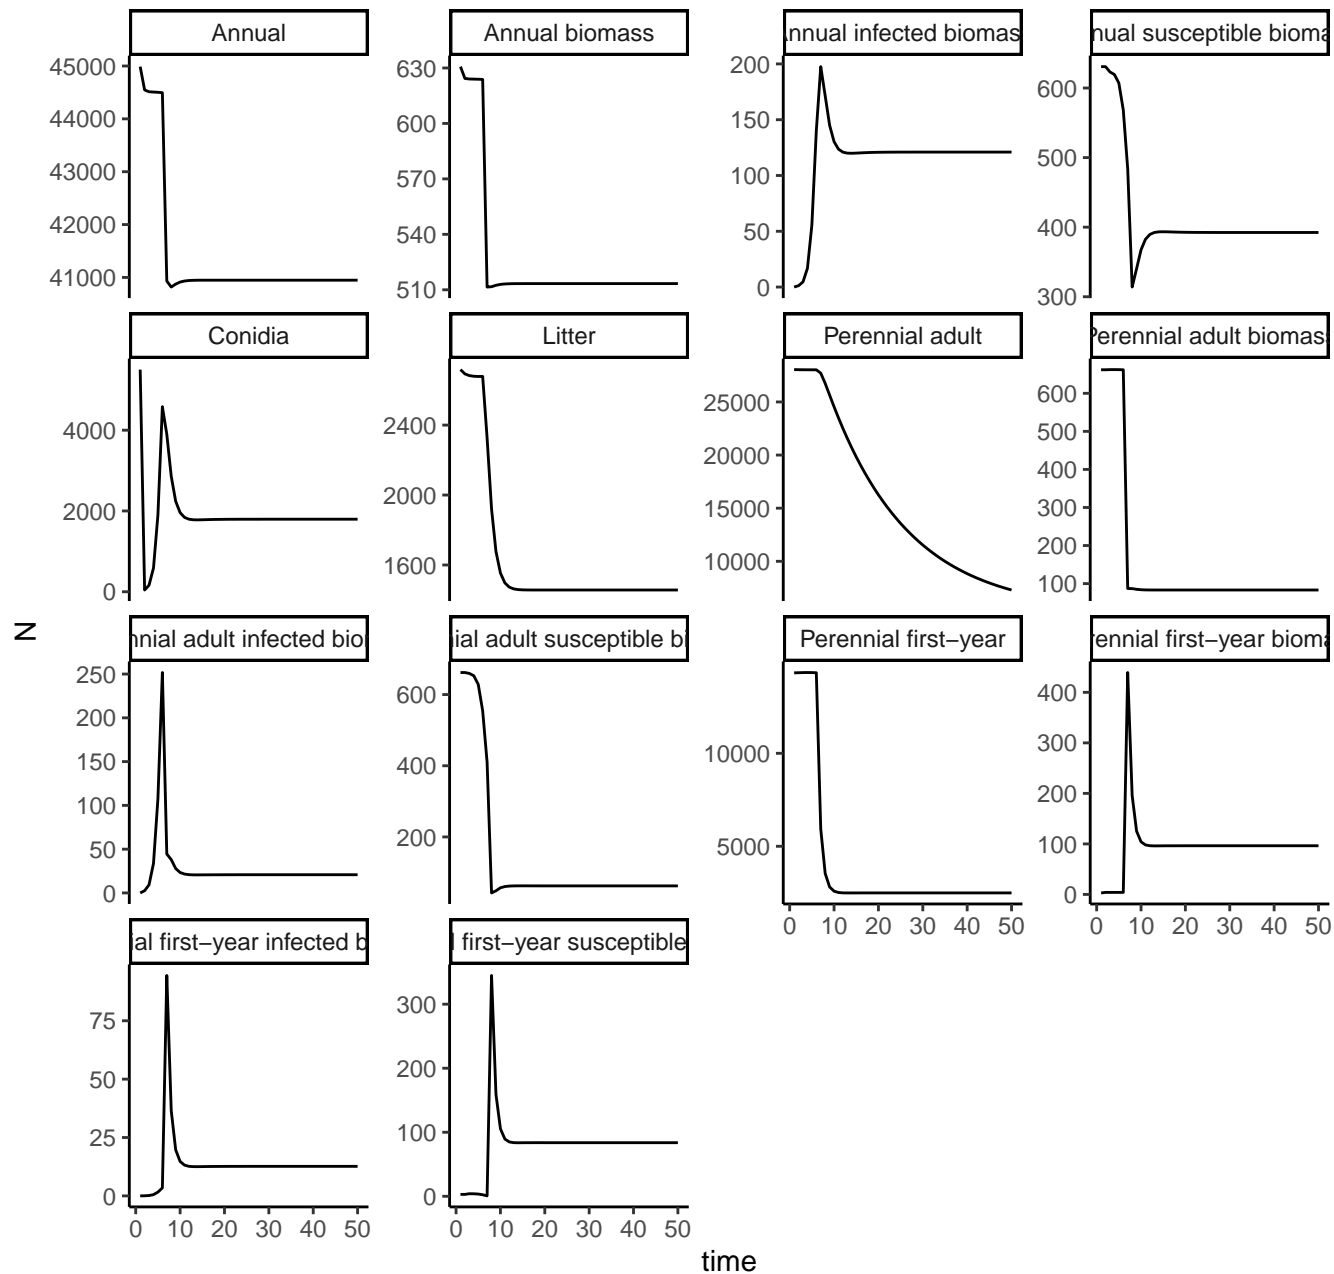 Annual
Annual biomass
nnual infected biomas
nual susceptible bioma
45000
44000
43000
42000
41000
630
600
570
540
510
200
150
100
50
0
600
500
400
300
Conidia
Litter
Perennial adult
Perennial adult biomas
4000
2000
0
2400
2000
1600
25000
20000
15000
10000
600
500
400
300
200
100
N
nnial adult infected bio
ial adult susceptible bi
Perennial first−year
rennial first−year bioma
250
200
150
100
50
0
600
400
200
10000
5000
400
300
200
100
0
0 10 20 30 40 50
0 10 20 30 40 50
ial first−year infected b
l first−year susceptible
75
50
25
0
300
200
100
0
0 10 20 30 40 50
0 10 20 30 40 50
time